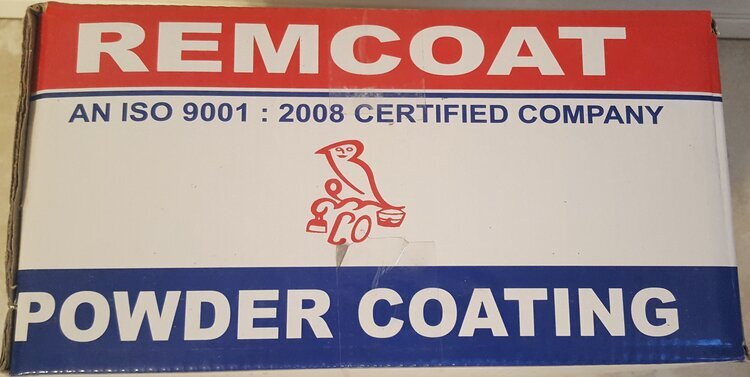 REMCOAT
AN ISO 9001 : 2008 CERTIFIED COMPANY
CO
POWDER COATING